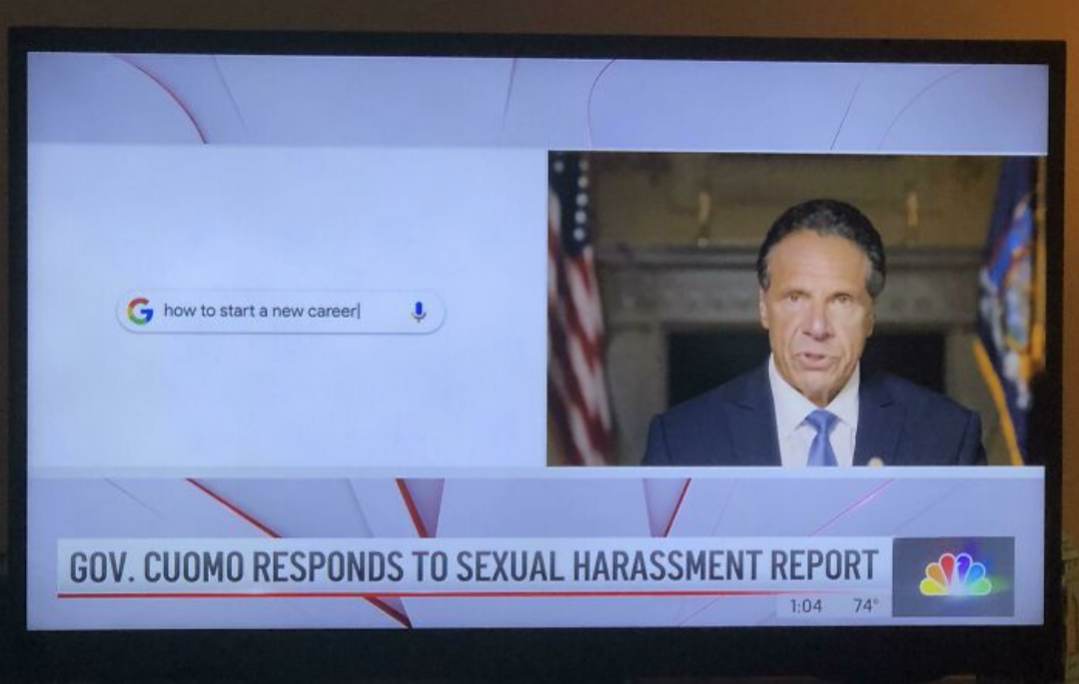 how to start a new career
GOV. CUOMO RESPONDS TO SEXUAL HARASSMENT REPORT
1:04 74°